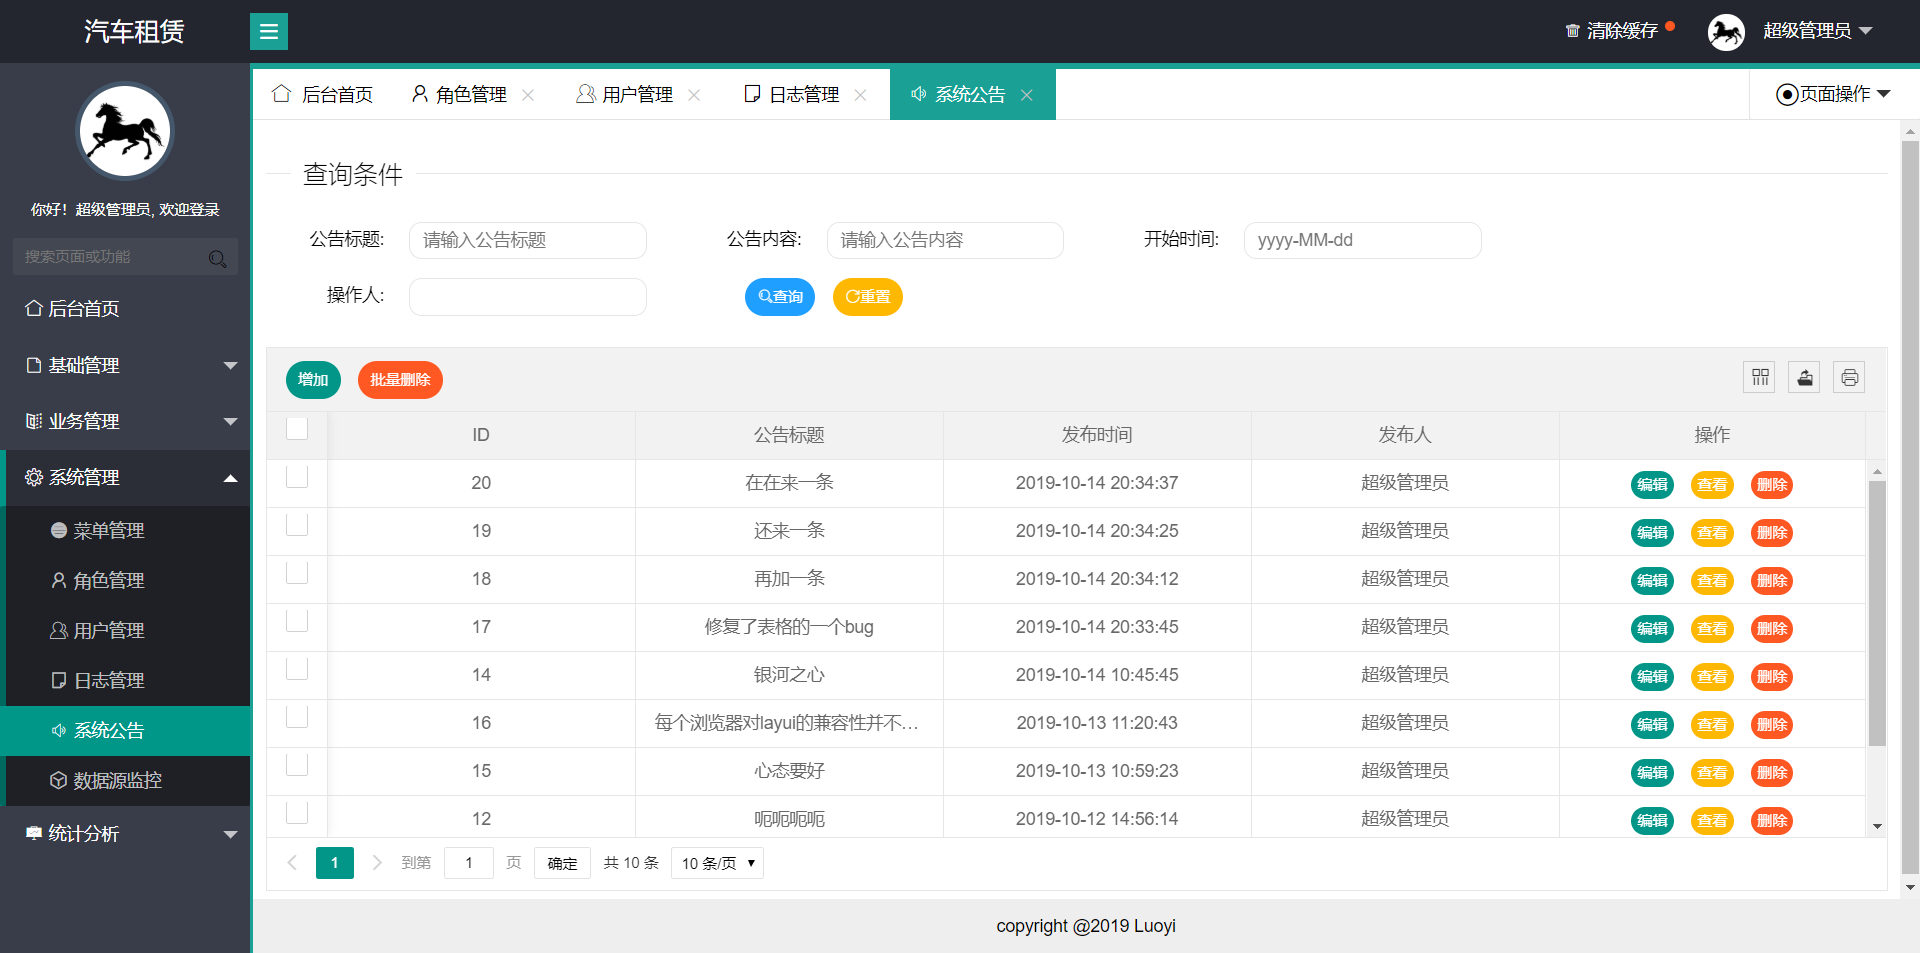 汽车租赁
清除缓存
超级管理员
你好！超级管理员, 欢迎登录
搜索页面或功能
后台首页
基础管理
业务管理
系统管理
菜单管理
角色管理
用户管理
日志管理
系统公告
数据源监控
统计分析
后台首页 角色管理 用户管理 日志管理 系统公告 页面操作
查询条件
公告标题: 请输入公告标题 公告内容: 请输入公告内容 开始时间: yyyy-MM-dd
操作人: 查询 重置
增加 批量删除
ID 公告标题 发布时间 发布人 操作
20 在在来一条 2019-10-14 20:34:37 超级管理员 编辑 查看 删除
19 还来一条 2019-10-14 20:34:25 超级管理员 编辑 查看 删除
18 再加一条 2019-10-14 20:34:12 超级管理员 编辑 查看 删除
17 修复了表格的一个bug 2019-10-14 20:33:45 超级管理员 编辑 查看 删除
14 银河之心 2019-10-14 10:45:45 超级管理员 编辑 查看 删除
16 每个浏览器对layui的兼容性并不… 2019-10-13 11:20:43 超级管理员 编辑 查看 删除
15 心态要好 2019-10-13 10:59:23 超级管理员 编辑 查看 删除
12 呃呃呃呃 2019-10-12 14:56:14 超级管理员 编辑 查看 删除
1 到第 1 页 确定 共 10 条 10 条/页
copyright @2019 Luoyi